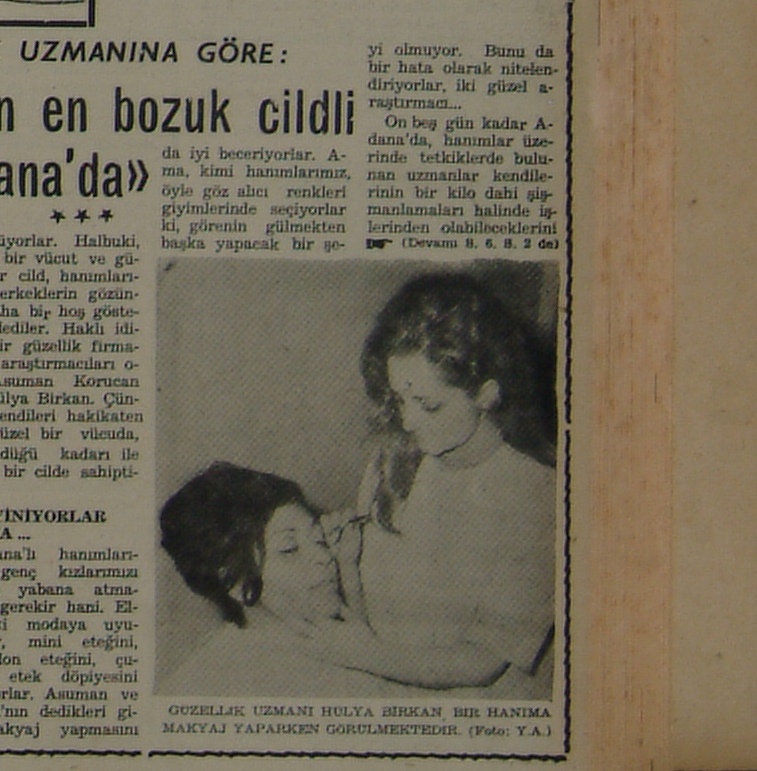 UZMANINA GÖRE:
n en bozuk cildli
ana'da»
üyorlar. Halbuki,
bir vücut ve gü-
r cild, hanımları-
erkeklerin gözün-
ha bir hoş göste-
lediler. Haklı idi-
ir güzellik firma-
araştırmacıları o-
Asuman Korucan
ülya Birkan. Çün-
endileri hakikaten
üzel bir vücuda,
düğü kadarı ile
bir cilde sahipti-
YİNİYORLAR
A ...
ana'lı hanımları-
genç kızlarımızı
yabana atma-
gerekir hani. El-
i modaya uyu-
, mini eteğini,
lon eteğini, çu-
etek döpiyesini
rlar. Asuman ve
'nın dedikleri gi-
akyaj yapmasını
da iyi beceriyorlar. A-
ma, kimi hanımlarımız,
öyle göz alıcı renkleri
giyimlerinde seçiyorlar
ki, görenin gülmekten
başka yapacak bir şe-
yi olmuyor. Bunu da
bir hata olarak nitelen-
diriyorlar, iki güzel a-
raştırmacı...
On beş gün kadar A-
dana'da, hanımlar üze-
rinde tetkiklerde bulu-
nan uzmanlar kendile-
rinin bir kilo dahi şiş-
manlamaları halinde iş-
lerinden olabileceklerini
(Devamı S. 6. S. 2 de)
GÜZELLİK UZMANI HÜLYA BİRKAN BİR HANIMA
MAKYAJ YAPARKEN GÖRÜLMEKTEDİR. (Foto: Y.A.)